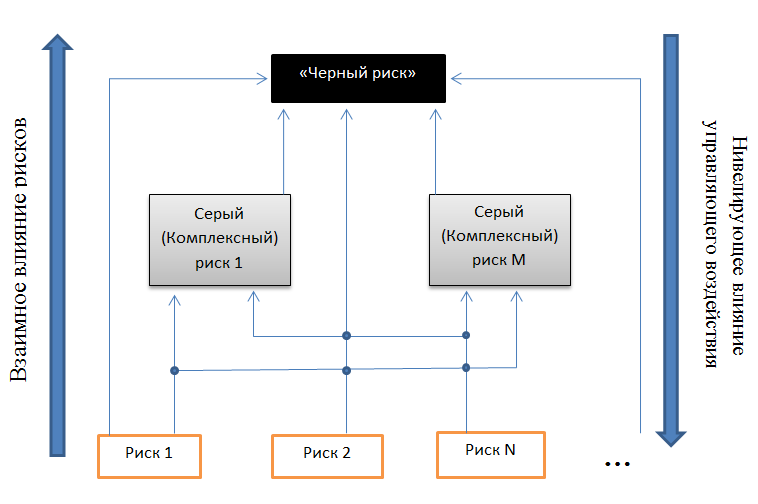 «Черный риск»
Взаимное влияние рисков
Нивелирующее влияние
управляющего воздействия
Серый
(Комплексный)
риск 1
Серый
(Комплексный)
риск М
Риск 1
Риск 2
Риск N
...